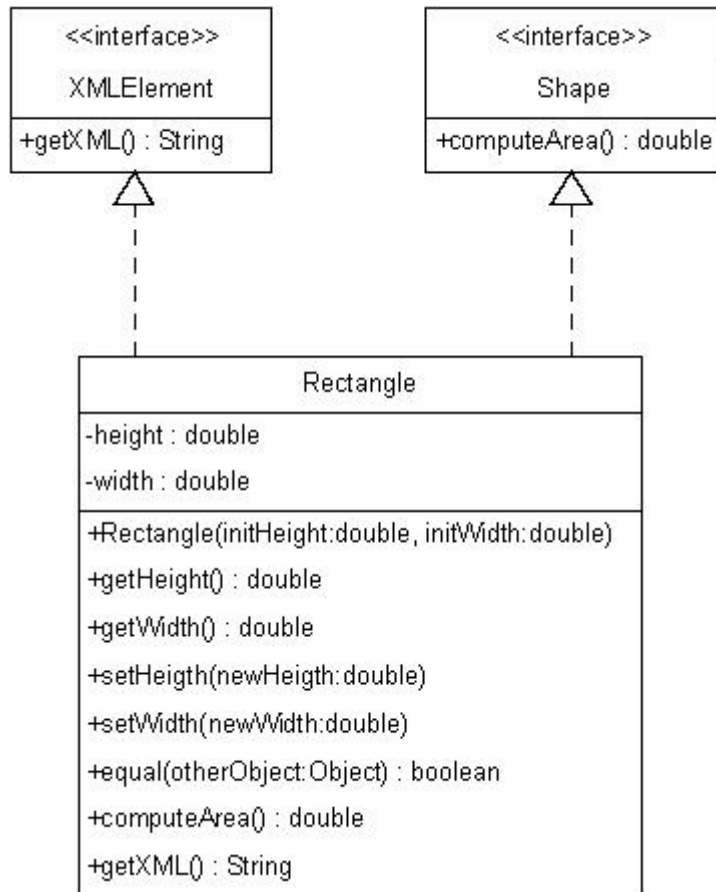 <<interface>>
XMLElement
+getXML() : String
<<interface>>
Shape
+computeArea() : double
Rectangle
-height : double
-width : double
+Rectangle(initHeight:double, initWidth:double)
+getHeight() : double
+getWidth() : double
+setHeigth(newHeigth:double)
+setWidth(newWidth:double)
+equal(otherObject:Object) : boolean
+computeArea() : double
+getXML() : String